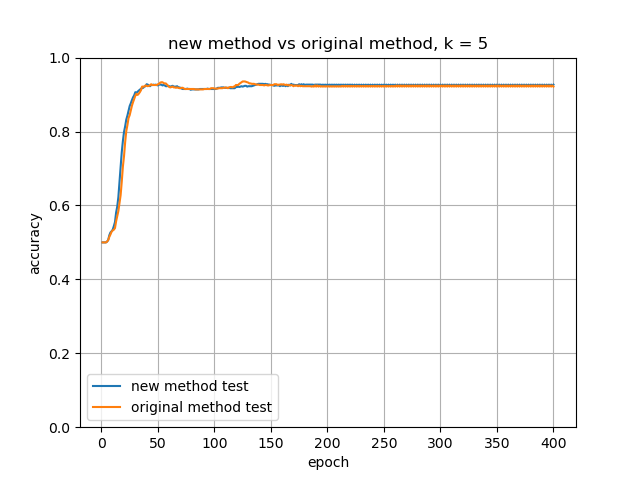 new method vs original method, k = 5
accuracy
1.0
0.8
0.6
0.4
0.2
0.0
new method test
original method test
0 50 100 150 200 250 300 350 400
epoch